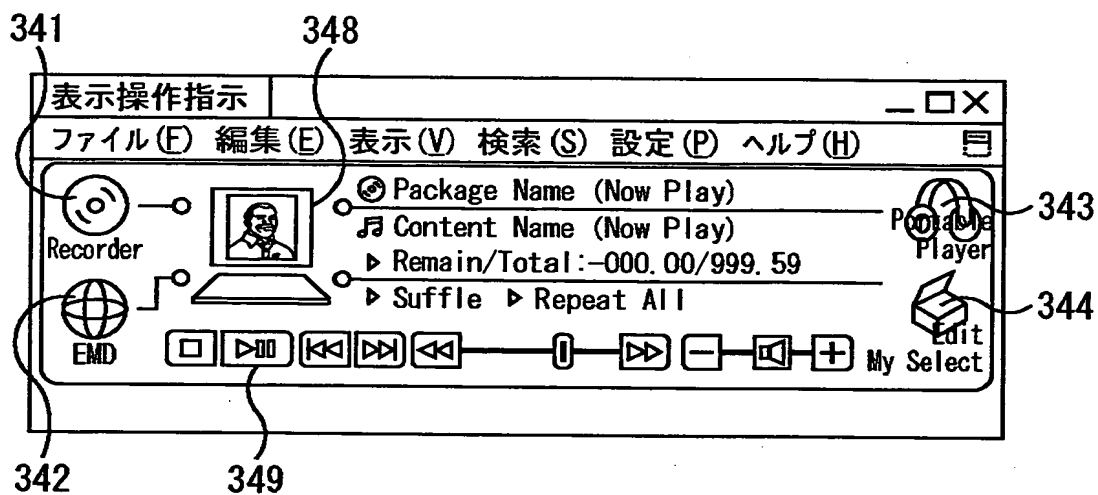 341
348
表示操作指示
ファイル(F) 編集(E) 表示(V) 検索(S) 設定(P) ヘルプ(H)
Package Name (Now Play)
Content Name (Now Play)
Remain/Total:-000.00/999.59
Suffle Repeat All
Recorder
EMD
Portable
Player
343
344
Edit
My Select
342
349